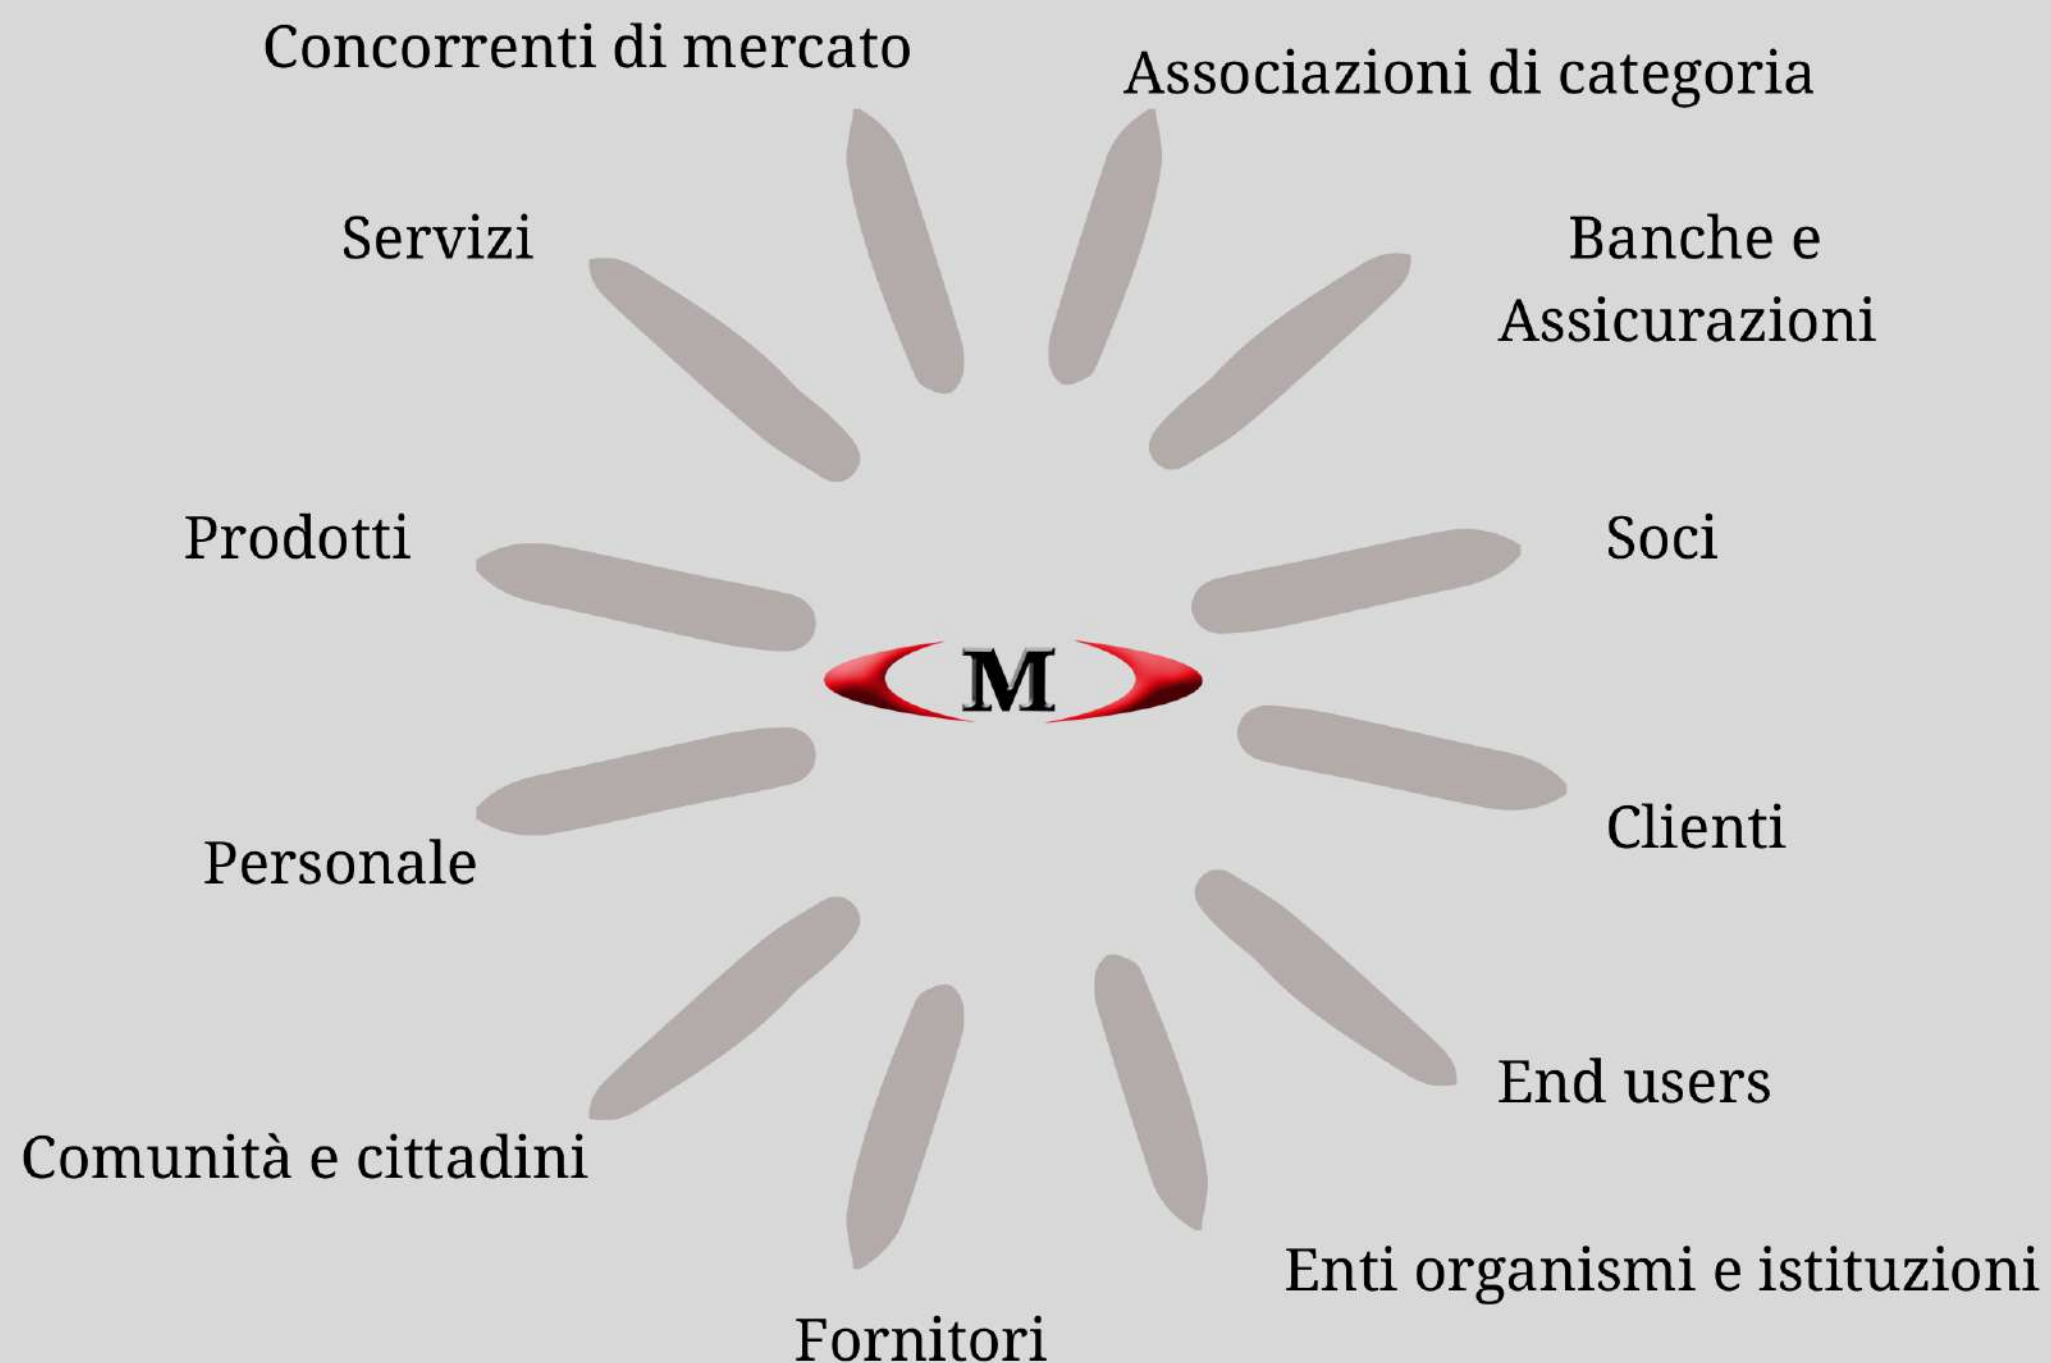 Concorrenti di mercato
Associazioni di categoria
Servizi
Banche e
Assicurazioni
Prodotti
Soci
M
Personale
Clienti
Comunità e cittadini
End users
Enti organismi e istituzioni
Fornitori